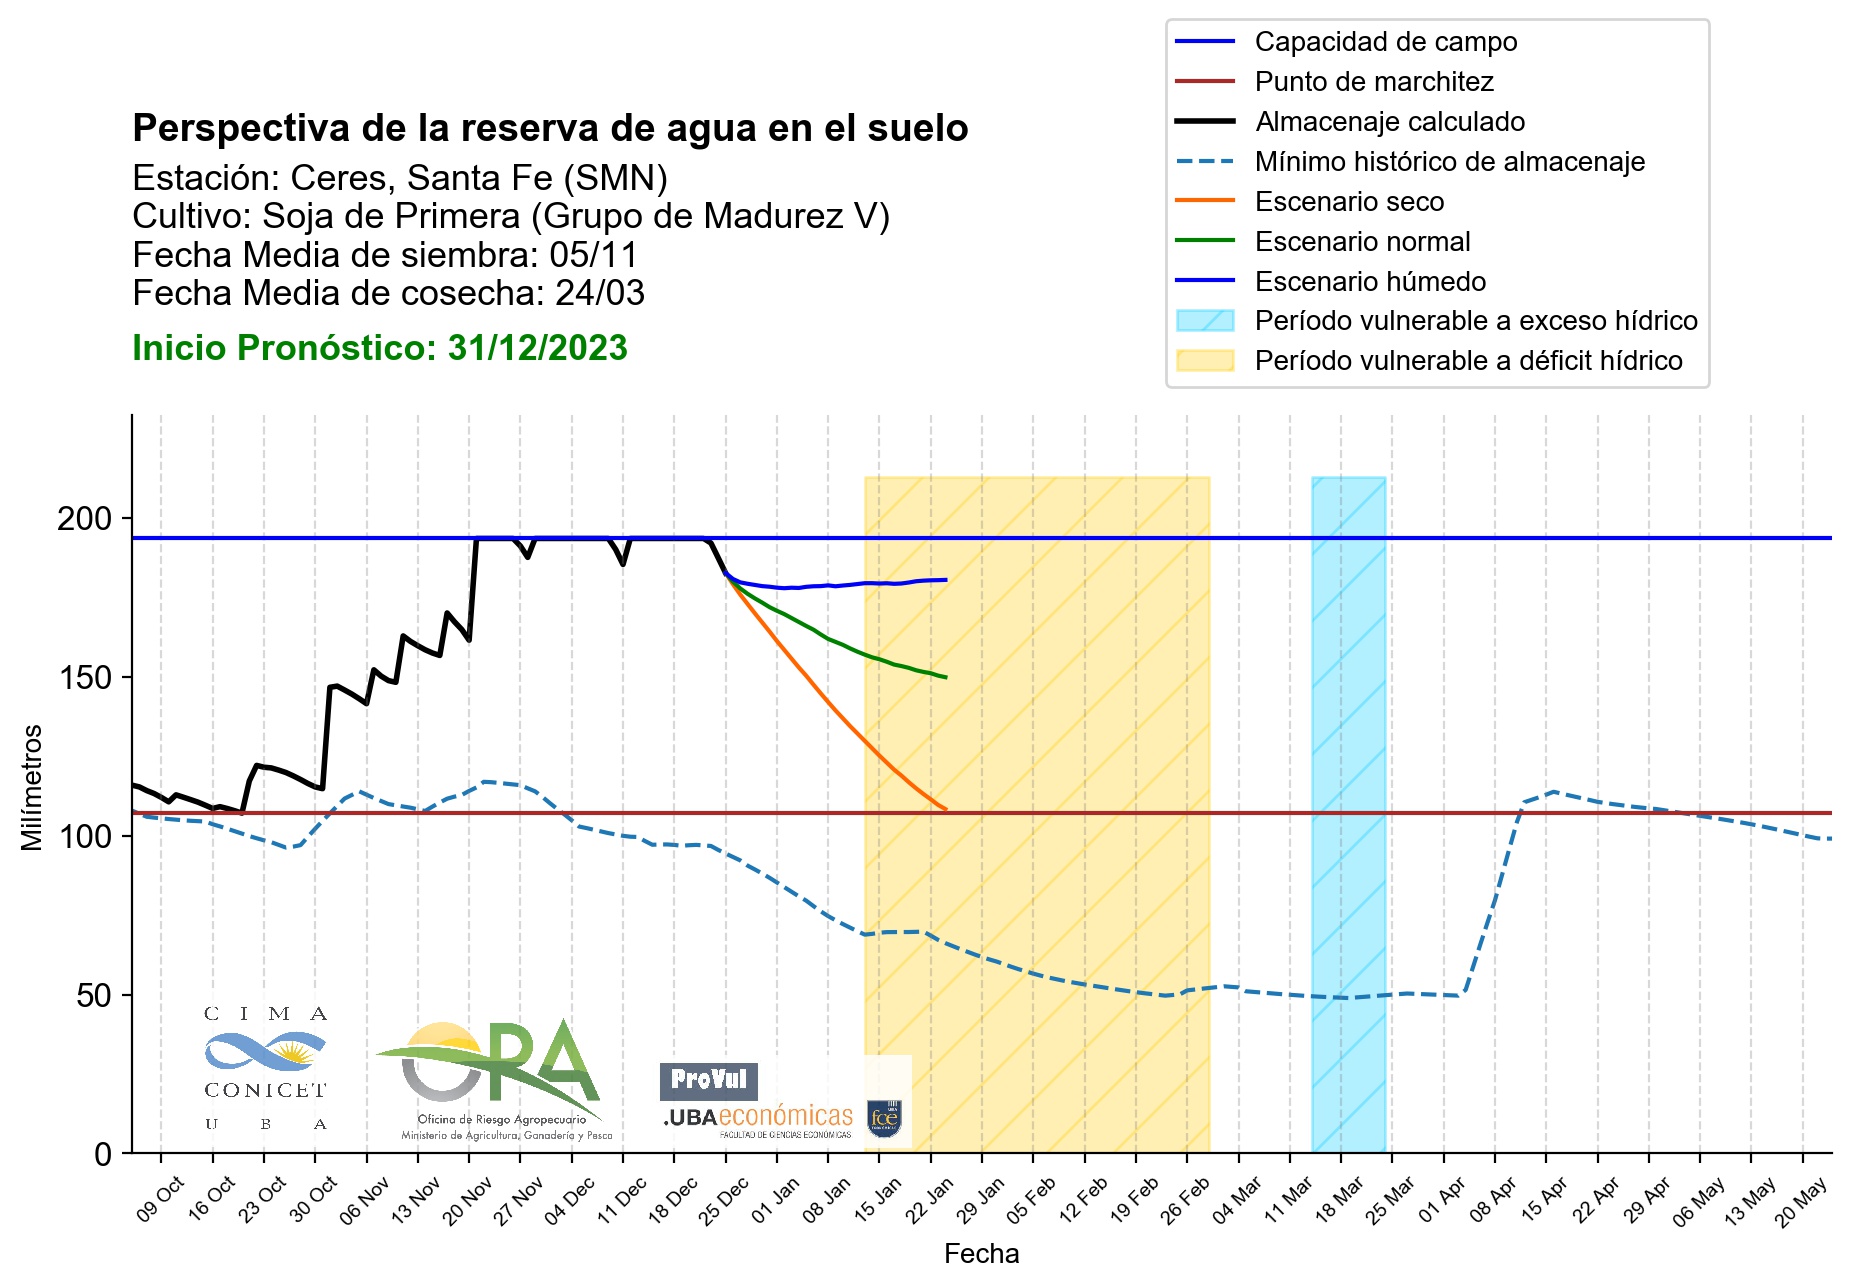 Capacidad de campo
Punto de marchitez
Almacenaje calculado
Mínimo histórico de almacenaje
Escenario seco
Escenario normal
Escenario húmedo
Período vulnerable a exceso hídrico
Período vulnerable a déficit hídrico
Perspectiva de la reserva de agua en el suelo
Estación: Ceres, Santa Fe (SMN)
Cultivo: Soja de Primera (Grupo de Madurez V)
Fecha Media de siembra: 05/11
Fecha Media de cosecha: 24/03
Inicio Pronóstico: 31/12/2023
Milímetros
200
150
100
50
0
C I M A
CONICET
U B A
ORA
Oficina de Riesgo Agropecuario
Ministerio de Agricultura, Ganadería y Pesca
ProVul
.UBAeconómicas
FACULTAD DE CIENCIAS ECONÓMICAS
fce
09 Oct
16 Oct
23 Oct
30 Oct
06 Nov
13 Nov
20 Nov
27 Nov
04 Dec
11 Dec
18 Dec
25 Dec
01 Jan
08 Jan
15 Jan
22 Jan
29 Jan
05 Feb
12 Feb
19 Feb
26 Feb
04 Mar
11 Mar
18 Mar
25 Mar
01 Apr
08 Apr
15 Apr
22 Apr
29 Apr
06 May
13 May
20 May
Fecha